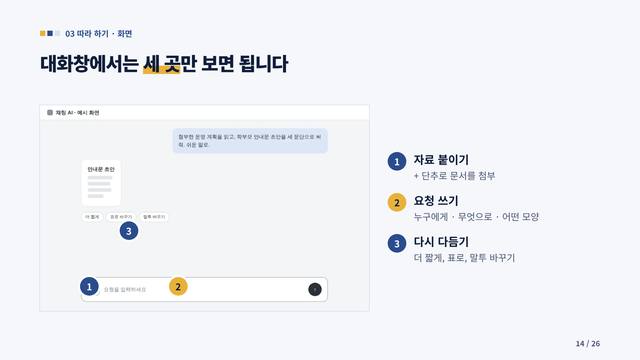 03 따라 하기 · 화면
대화창에서는 세 곳만 보면 됩니다
채팅 AI · 예시 화면
첨부한 운영 계획을 읽고, 학부모 안내문 초안을 세 문단으로 써
줘. 쉬운 말로.
안내문 초안
더 짧게
표로 바꾸기
말투 바꾸기
3
1
요청을 입력하세요
2
↑
1 자료 붙이기
+ 단추로 문서를 첨부
2 요청 쓰기
누구에게 · 무엇으로 · 어떤 모양
3 다시 다듬기
더 짧게, 표로, 말투 바꾸기
14 / 26